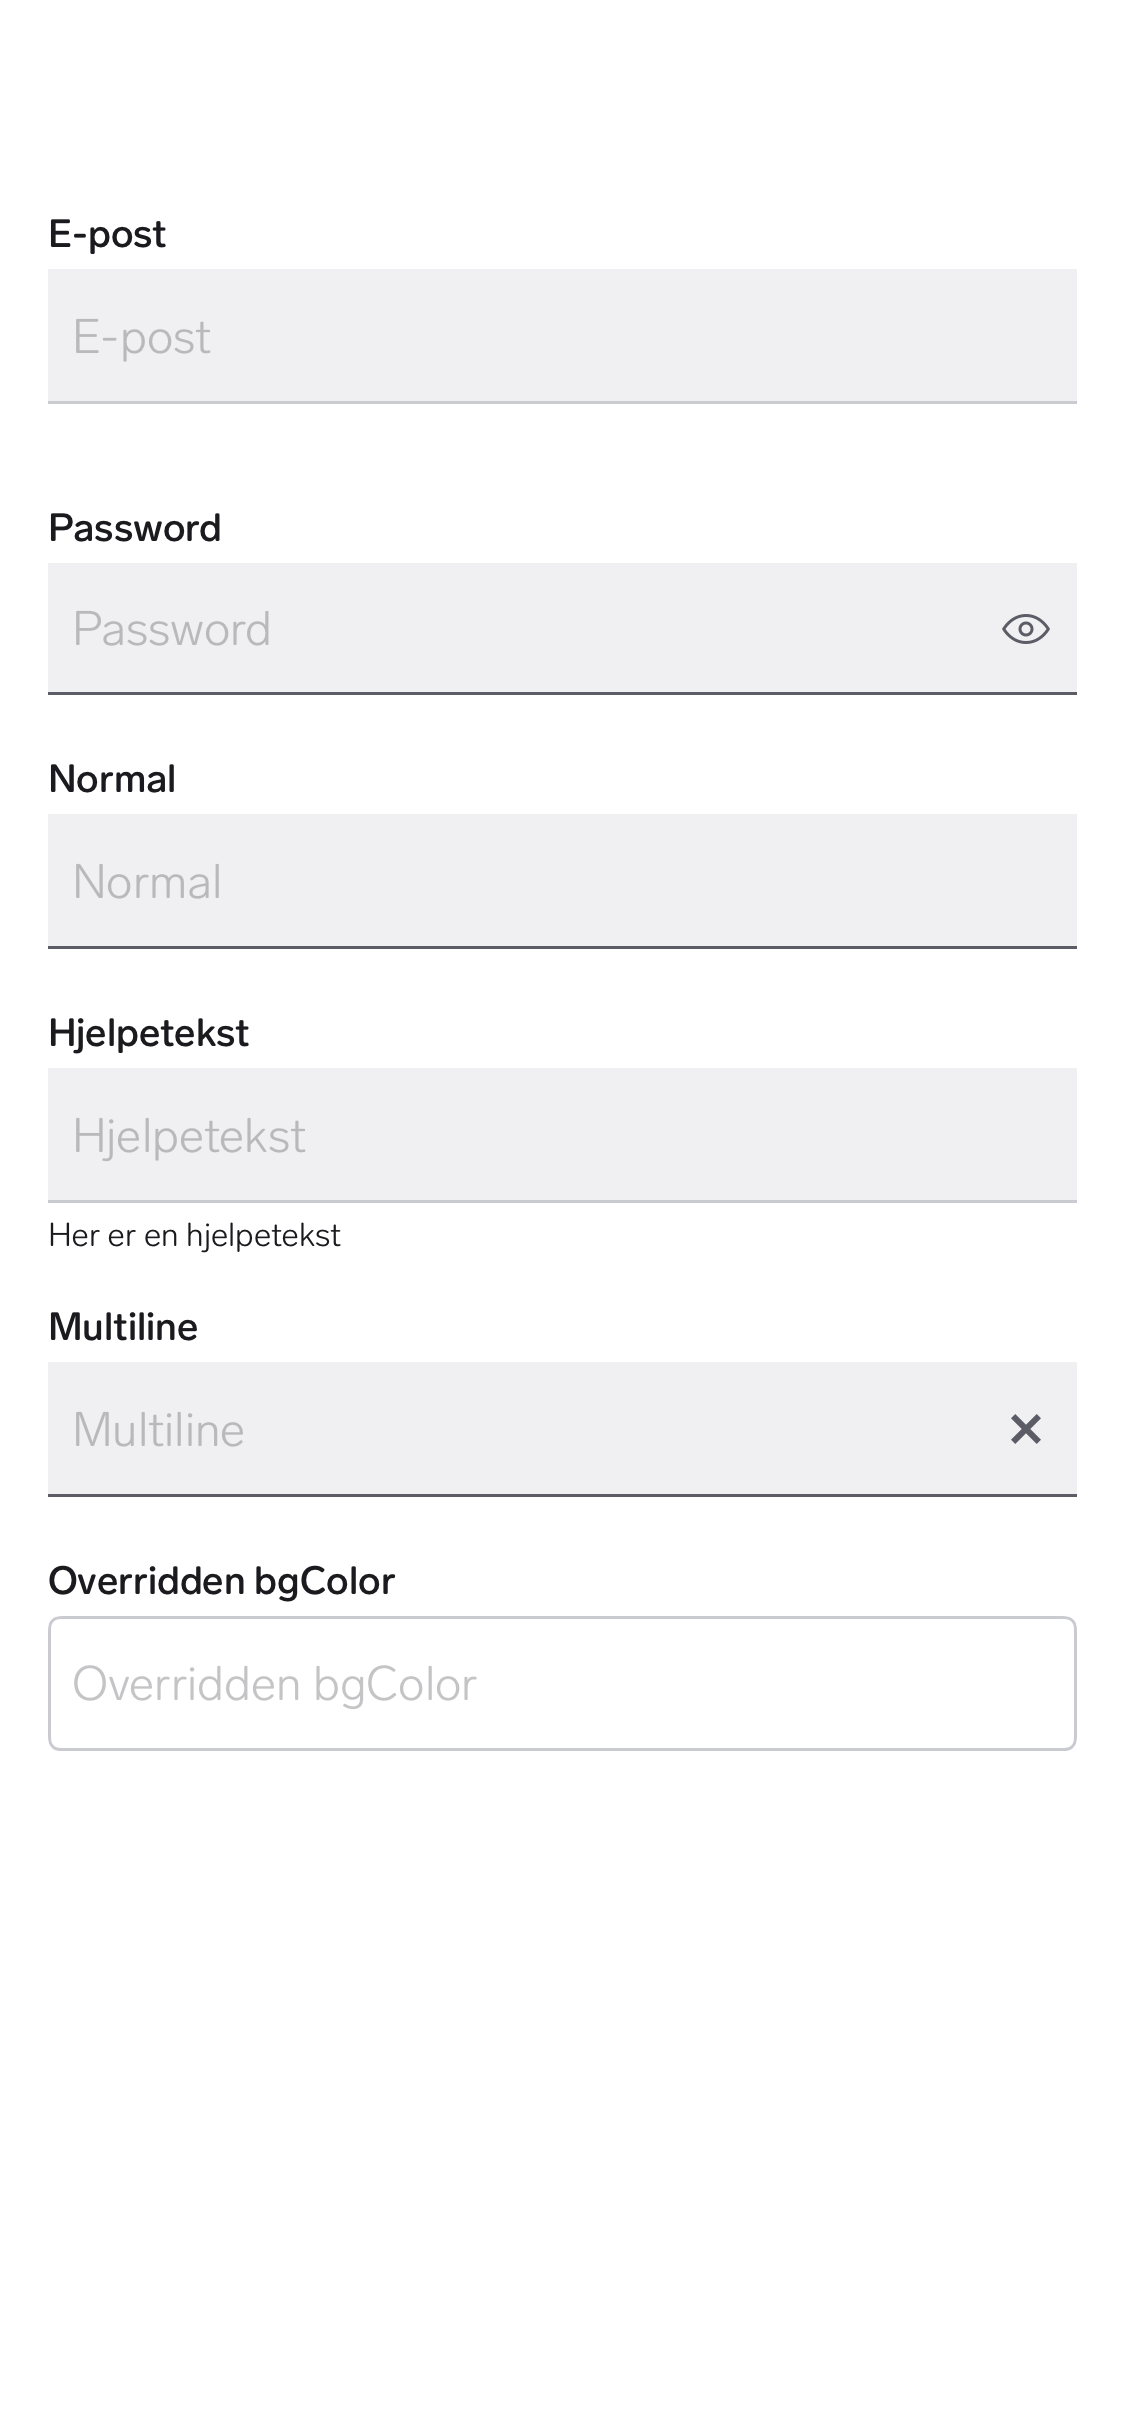 E-post
E-post
Password
Password
Normal
Normal
Hjelpetekst
Hjelpetekst
Her er en hjelpetekst
Multiline
Multiline
Overridden bgColor
Overridden bgColor